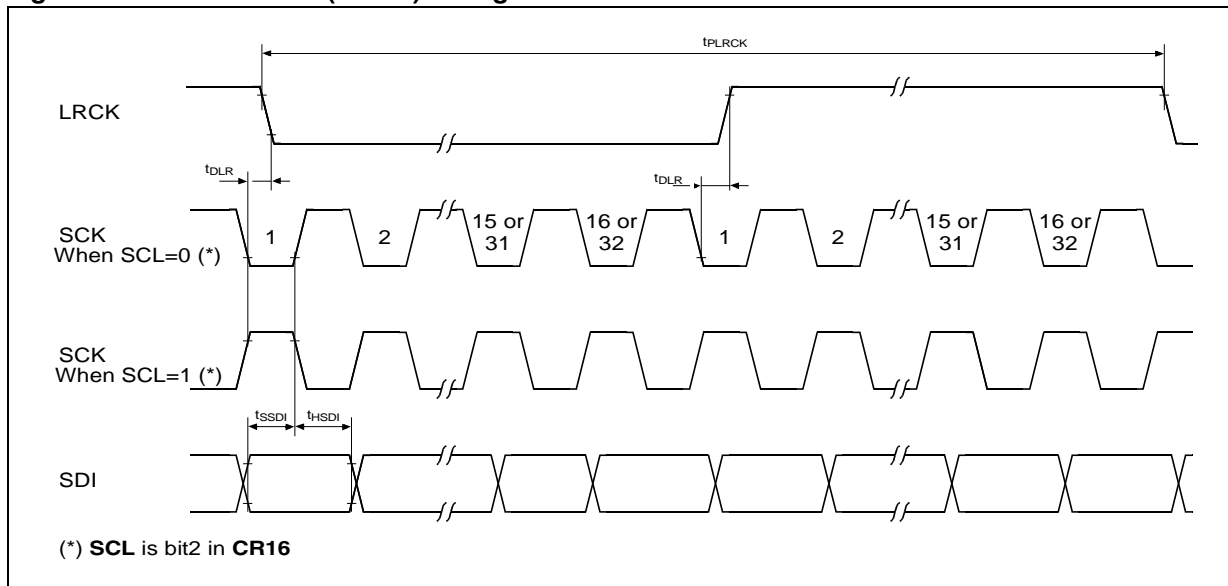 tPLRCK
LRCK
tDLR
tDLR
SCK
When SCL=0 (*)
1
2
15 or
31
16 or
32
1
2
15 or
31
16 or
32
SCK
When SCL=1 (*)
tSSDI
tHSDI
SDI
(*) SCL is bit2 in CR16